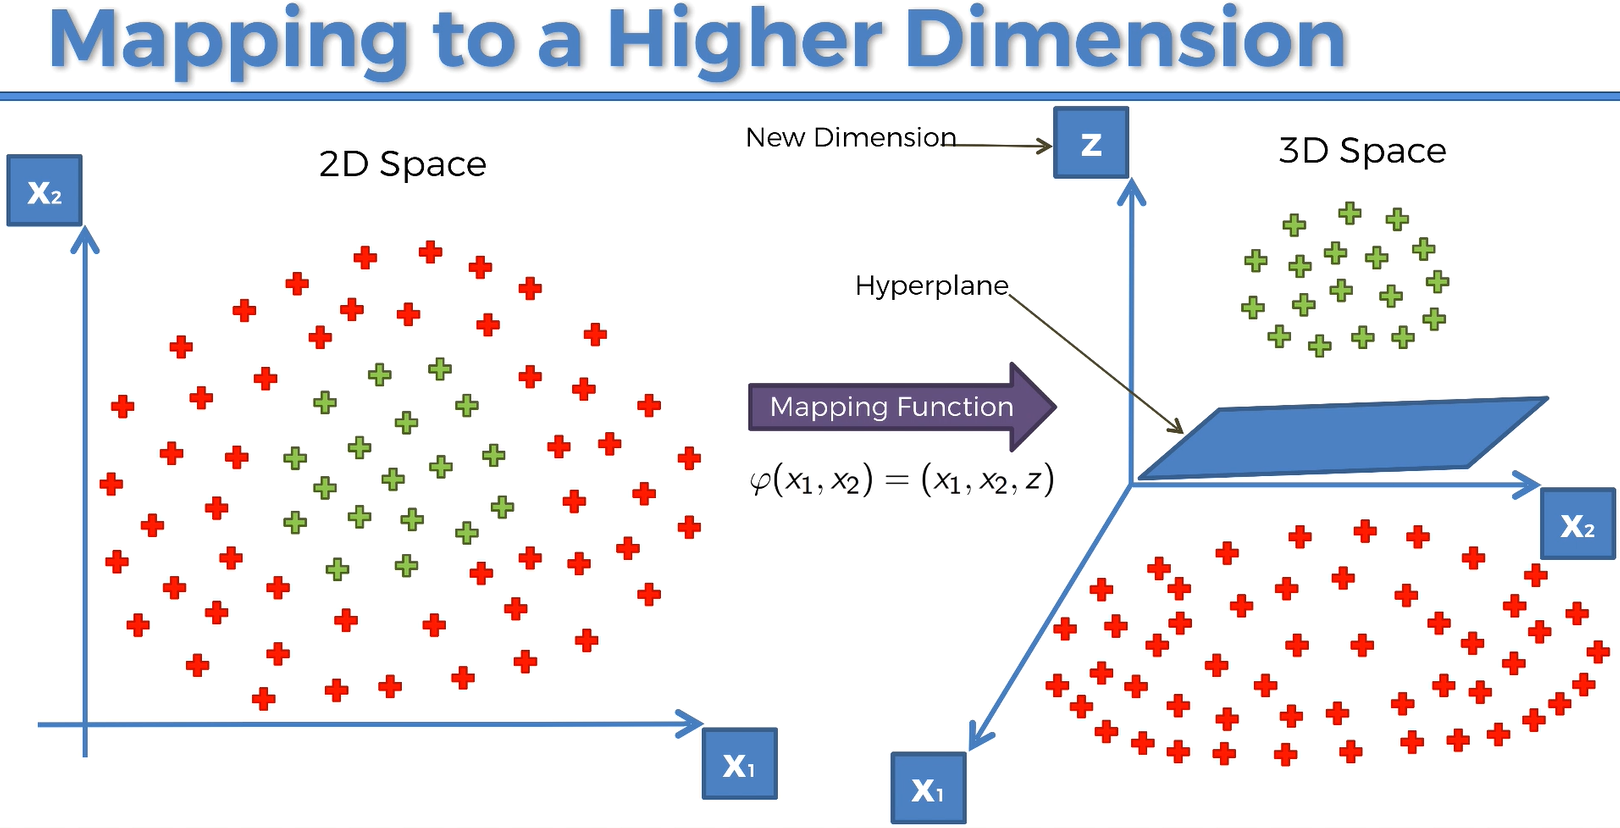 Mapping to a Higher Dimension
2D Space
x₂
x₁
New Dimension
z
3D Space
Hyperplane
Mapping Function
φ(x₁, x₂) = (x₁, x₂, z)
x₂
x₁